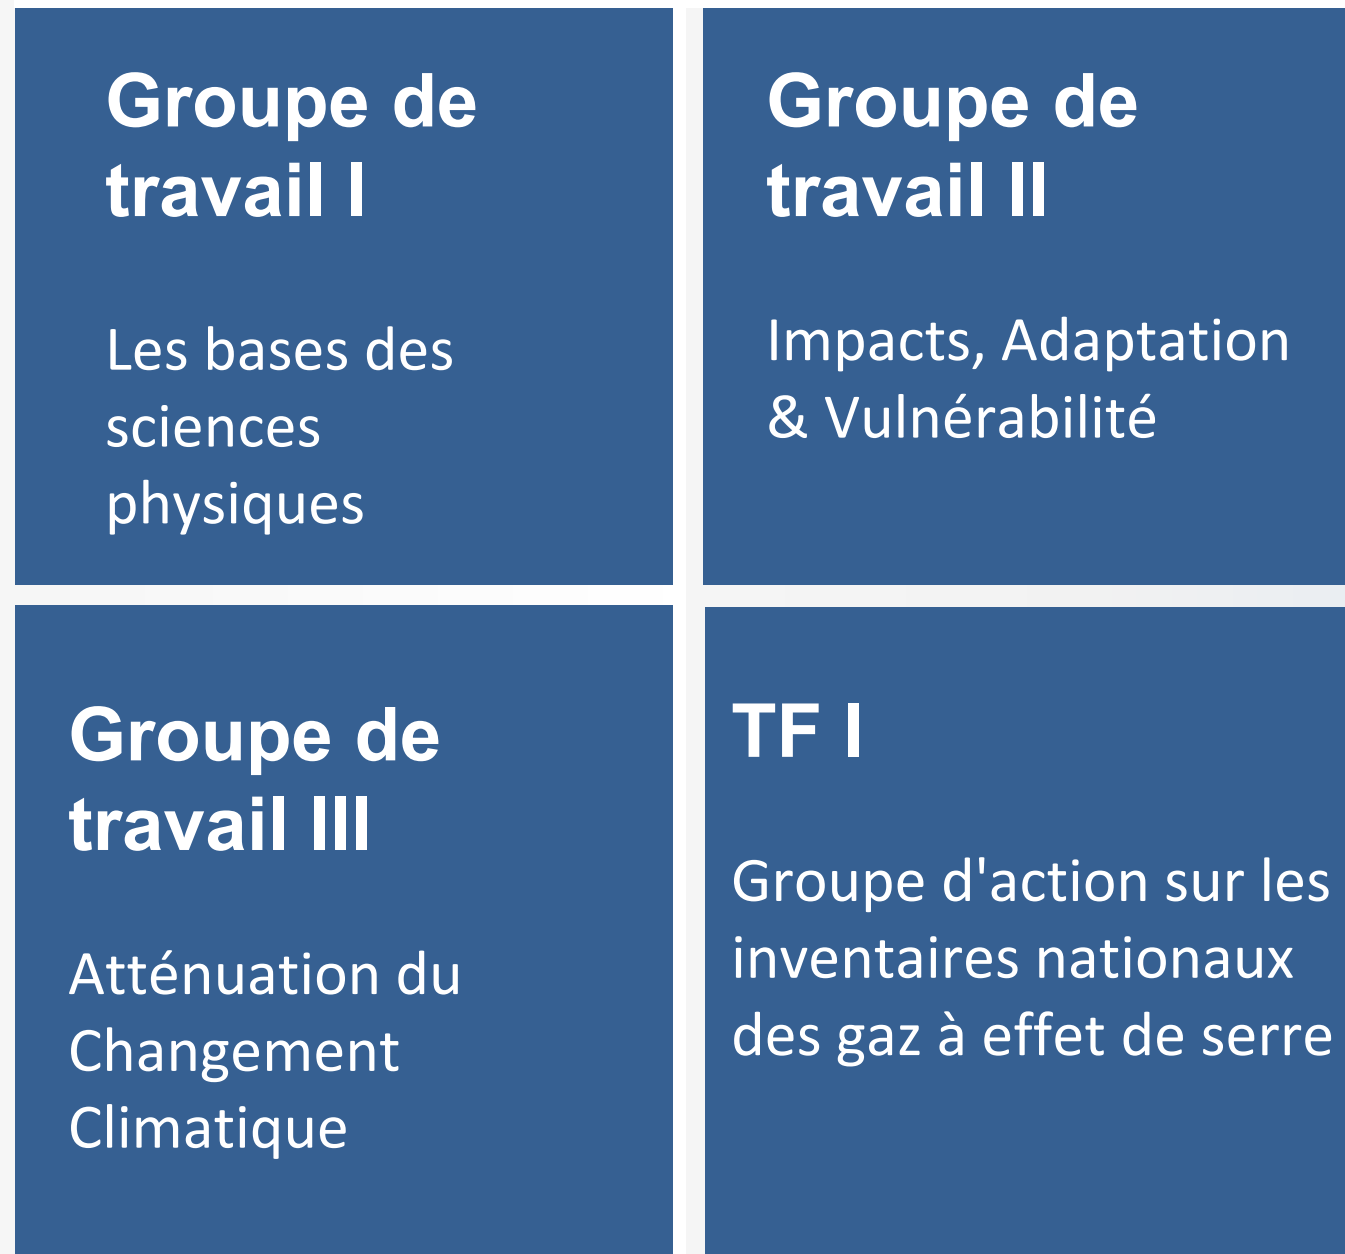 Groupe de
travail I
Les bases des
sciences
physiques
Groupe de
travail II
Impacts, Adaptation
& Vulnérabilité
Groupe de
travail III
Atténuation du
Changement
Climatique
TF I
Groupe d'action sur les
inventaires nationaux
des gaz à effet de serre